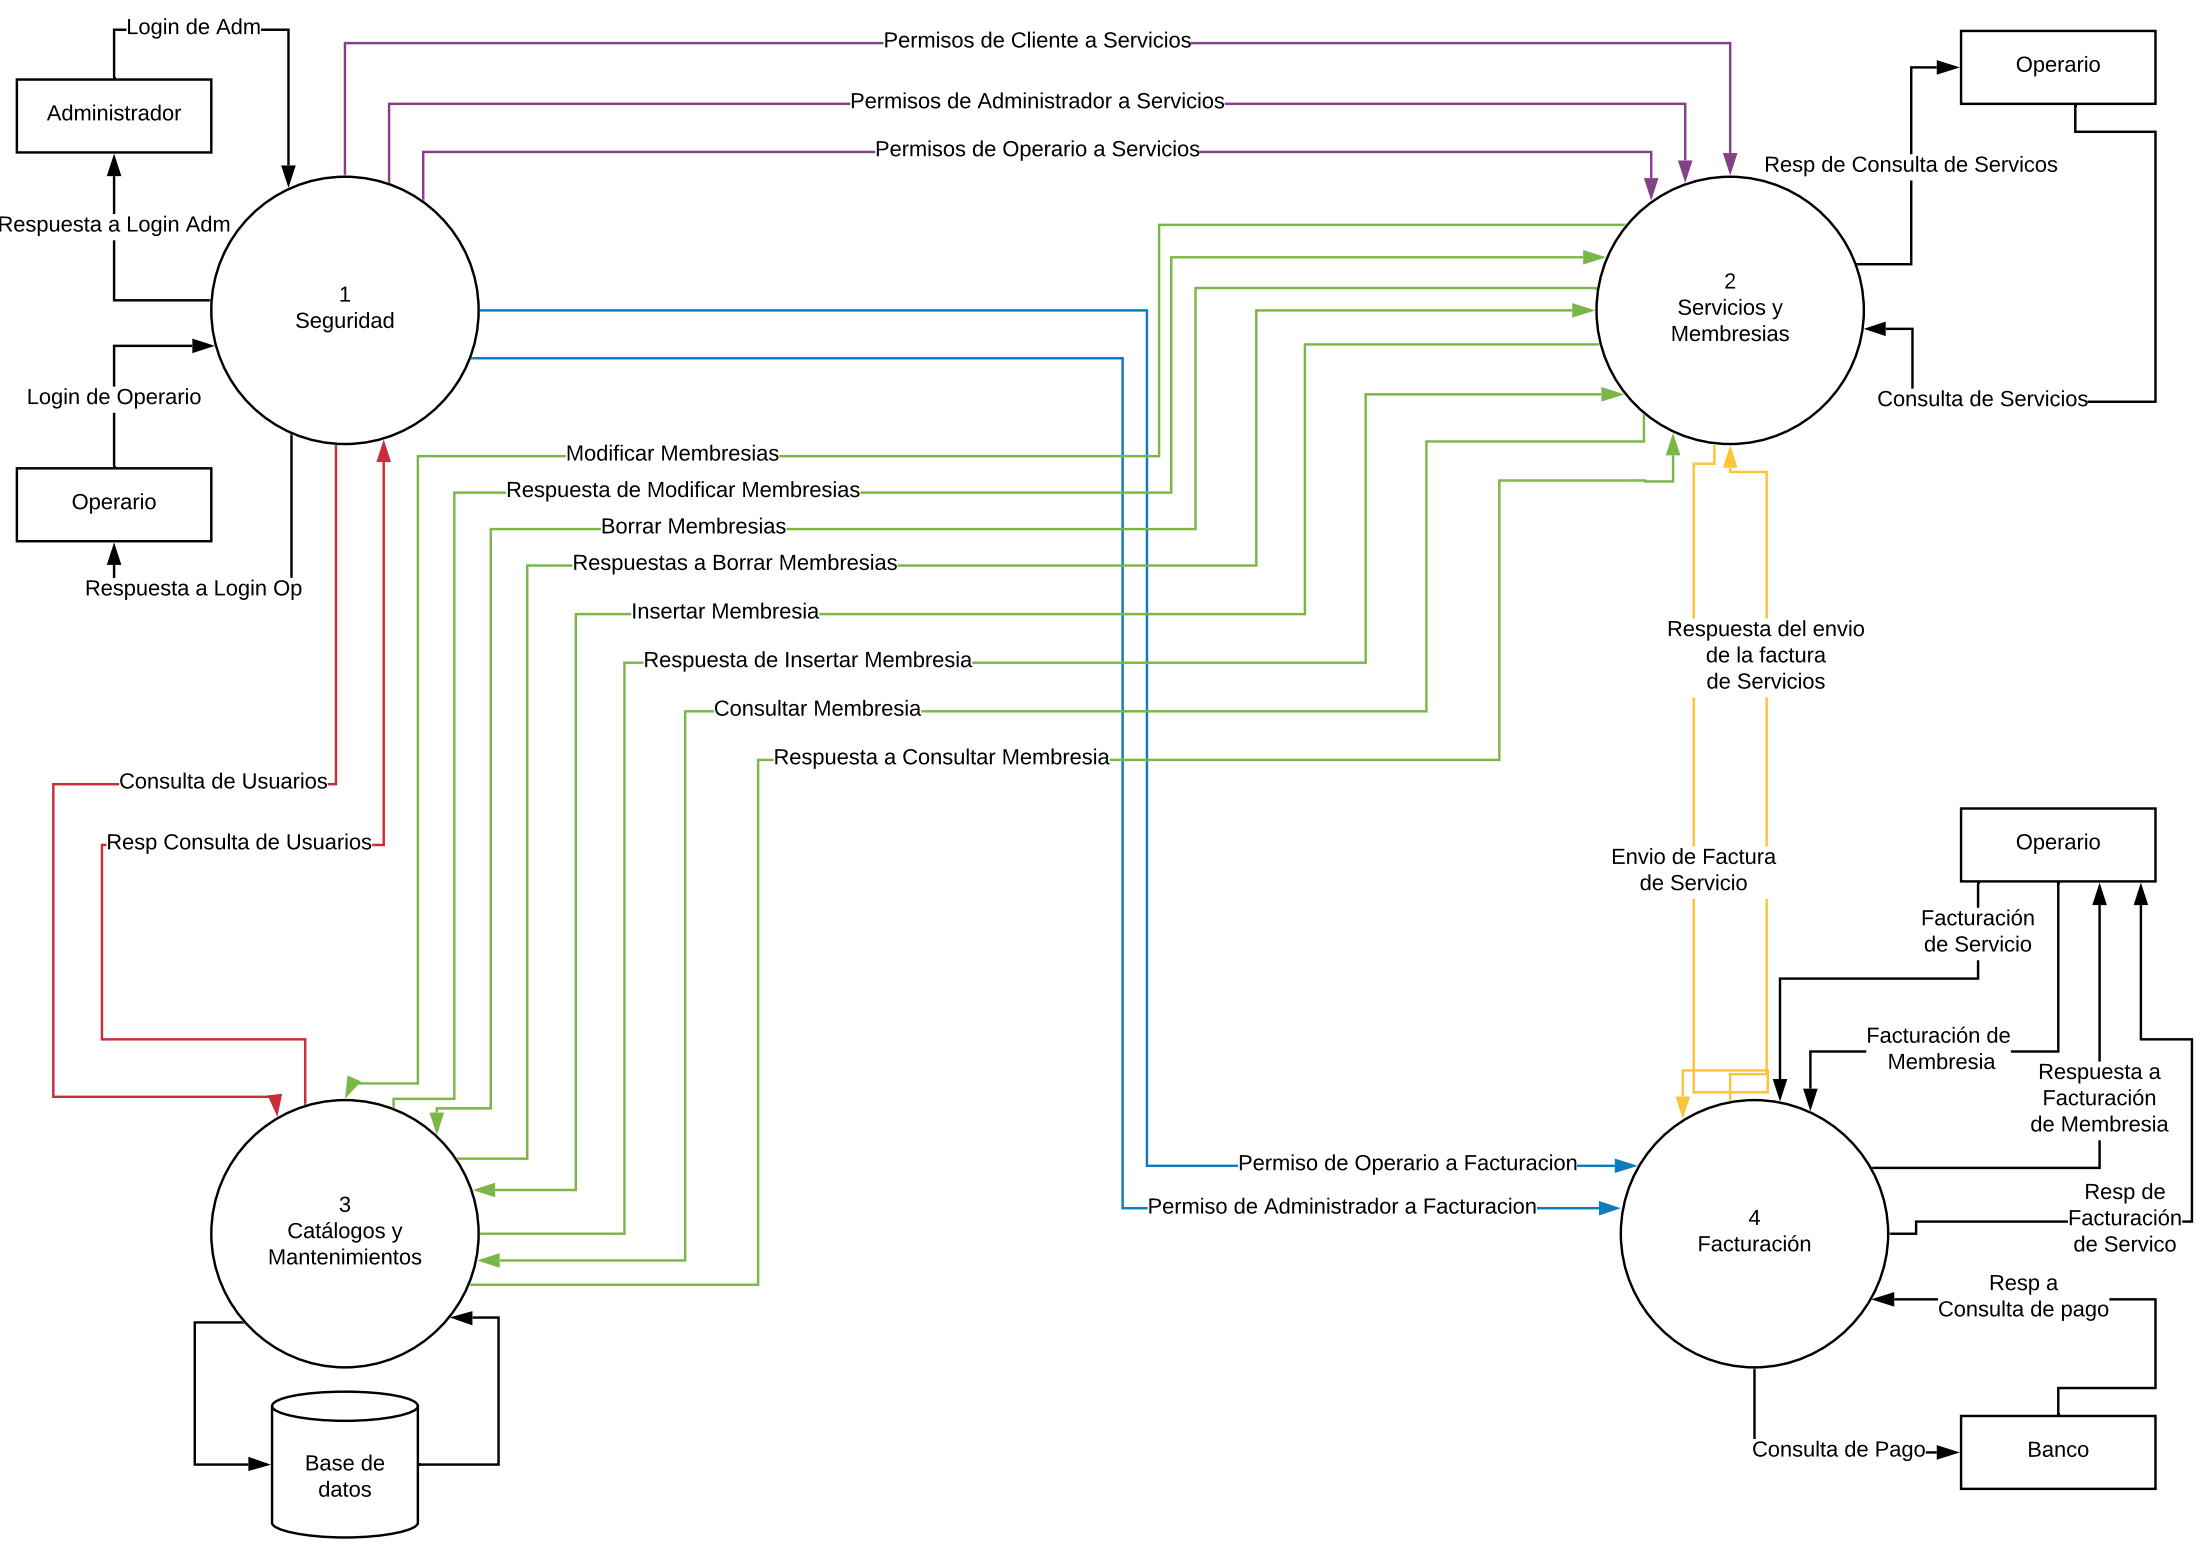 Login de Adm
Permisos de Cliente a Servicios
Operario
Administrador
Permisos de Administrador a Servicios
Permisos de Operario a Servicios
Resp de Consulta de Servicos
Respuesta a Login Adm
1
Seguridad
2
Servicios y
Membresias
Login de Operario
Consulta de Servicios
Modificar Membresias
Respuesta de Modificar Membresias
Operario
Borrar Membresias
Respuestas a Borrar Membresias
Respuesta a Login Op
Insertar Membresia
Respuesta del envio
de la factura
de Servicios
Respuesta de Insertar Membresia
Consultar Membresia
Respuesta a Consultar Membresia
Consulta de Usuarios
Resp Consulta de Usuarios
Operario
Envio de Factura
de Servicio
Facturación
de Servicio
Facturación de
Membresia
Respuesta a
Facturación
de Membresia
Permiso de Operario a Facturacion
Permiso de Administrador a Facturacion
Resp de
Facturación
de Servico
3
Catálogos y
Mantenimientos
4
Facturación
Resp a
Consulta de pago
Consulta de Pago
Banco
Base de
datos